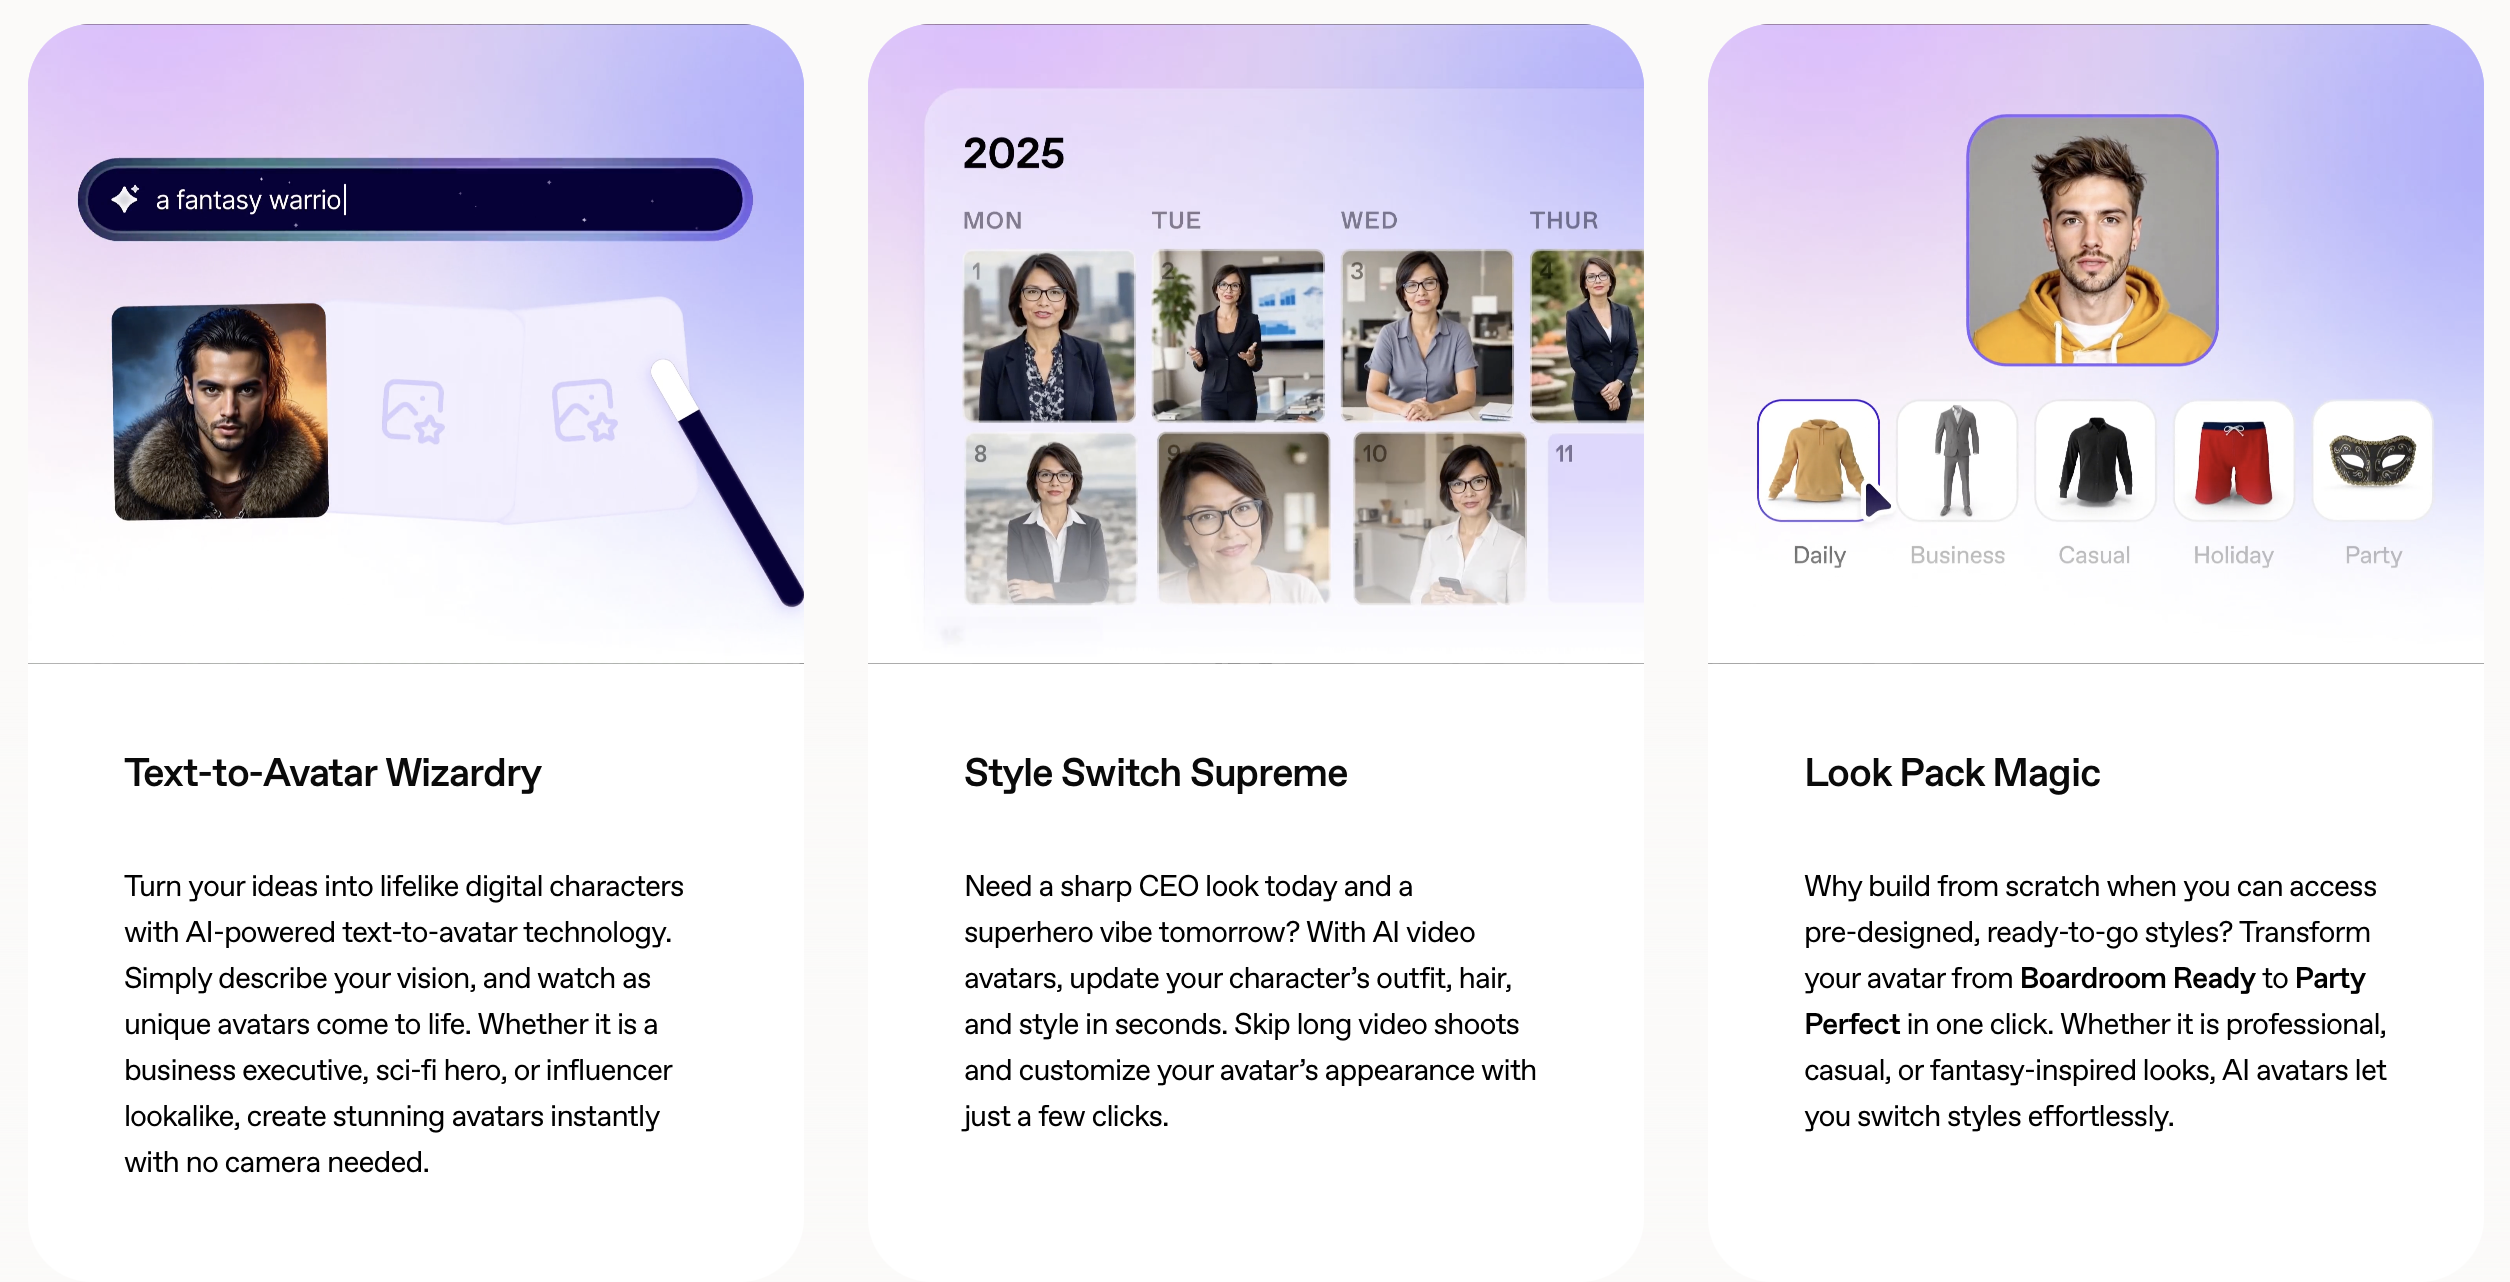 a fantasy warrio
Text-to-Avatar Wizardry
Turn your ideas into lifelike digital characters
with AI-powered text-to-avatar technology.
Simply describe your vision, and watch as
unique avatars come to life. Whether it is a
business executive, sci-fi hero, or influencer
lookalike, create stunning avatars instantly
with no camera needed.
2025
MON TUE WED THUR
1 2 3 4
8 9 10 11
Style Switch Supreme
Need a sharp CEO look today and a
superhero vibe tomorrow? With AI video
avatars, update your character’s outfit, hair,
and style in seconds. Skip long video shoots
and customize your avatar’s appearance with
just a few clicks.
Daily Business Casual Holiday Party
Look Pack Magic
Why build from scratch when you can access
pre-designed, ready-to-go styles? Transform
your avatar from Boardroom Ready to Party
Perfect in one click. Whether it is professional,
casual, or fantasy-inspired looks, AI avatars let
you switch styles effortlessly.